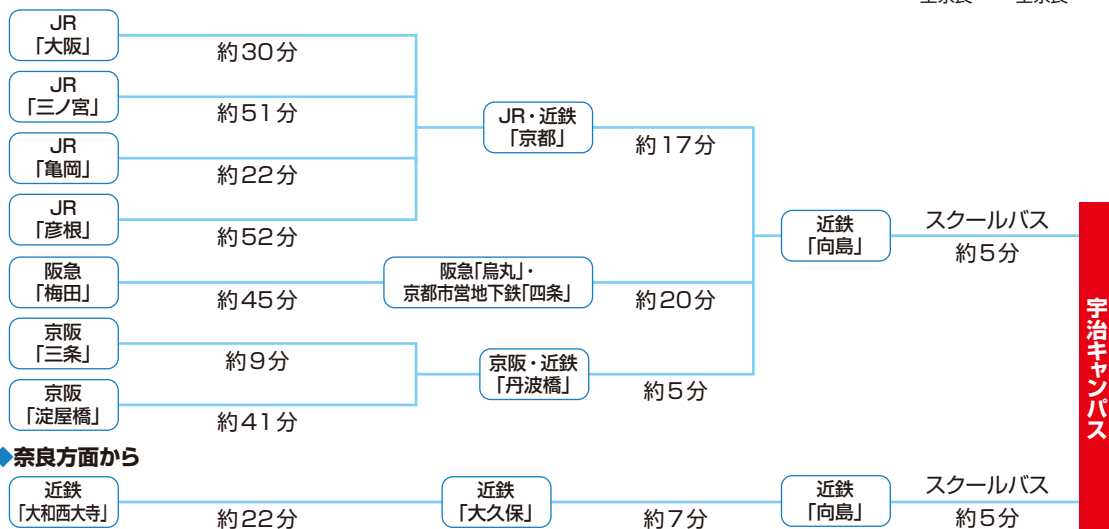 JR
「大阪」
約30分
JR
「三ノ宮」
約51分
JR・近鉄
「京都」
約17分
JR
「亀岡」
約22分
JR
「彦根」
約52分
近鉄
「向島」
スクールバス
約5分
阪急
「梅田」
約45分
阪急「烏丸」・
京都市営地下鉄「四条」
約20分
京阪
「三条」
約9分
京阪・近鉄
「丹波橋」
約5分
京阪
「淀屋橋」
約41分
宇治キャンパス
◆奈良方面から
近鉄
「大和西大寺」
約22分
近鉄
「大久保」
約7分
近鉄
「向島」
スクールバス
約5分